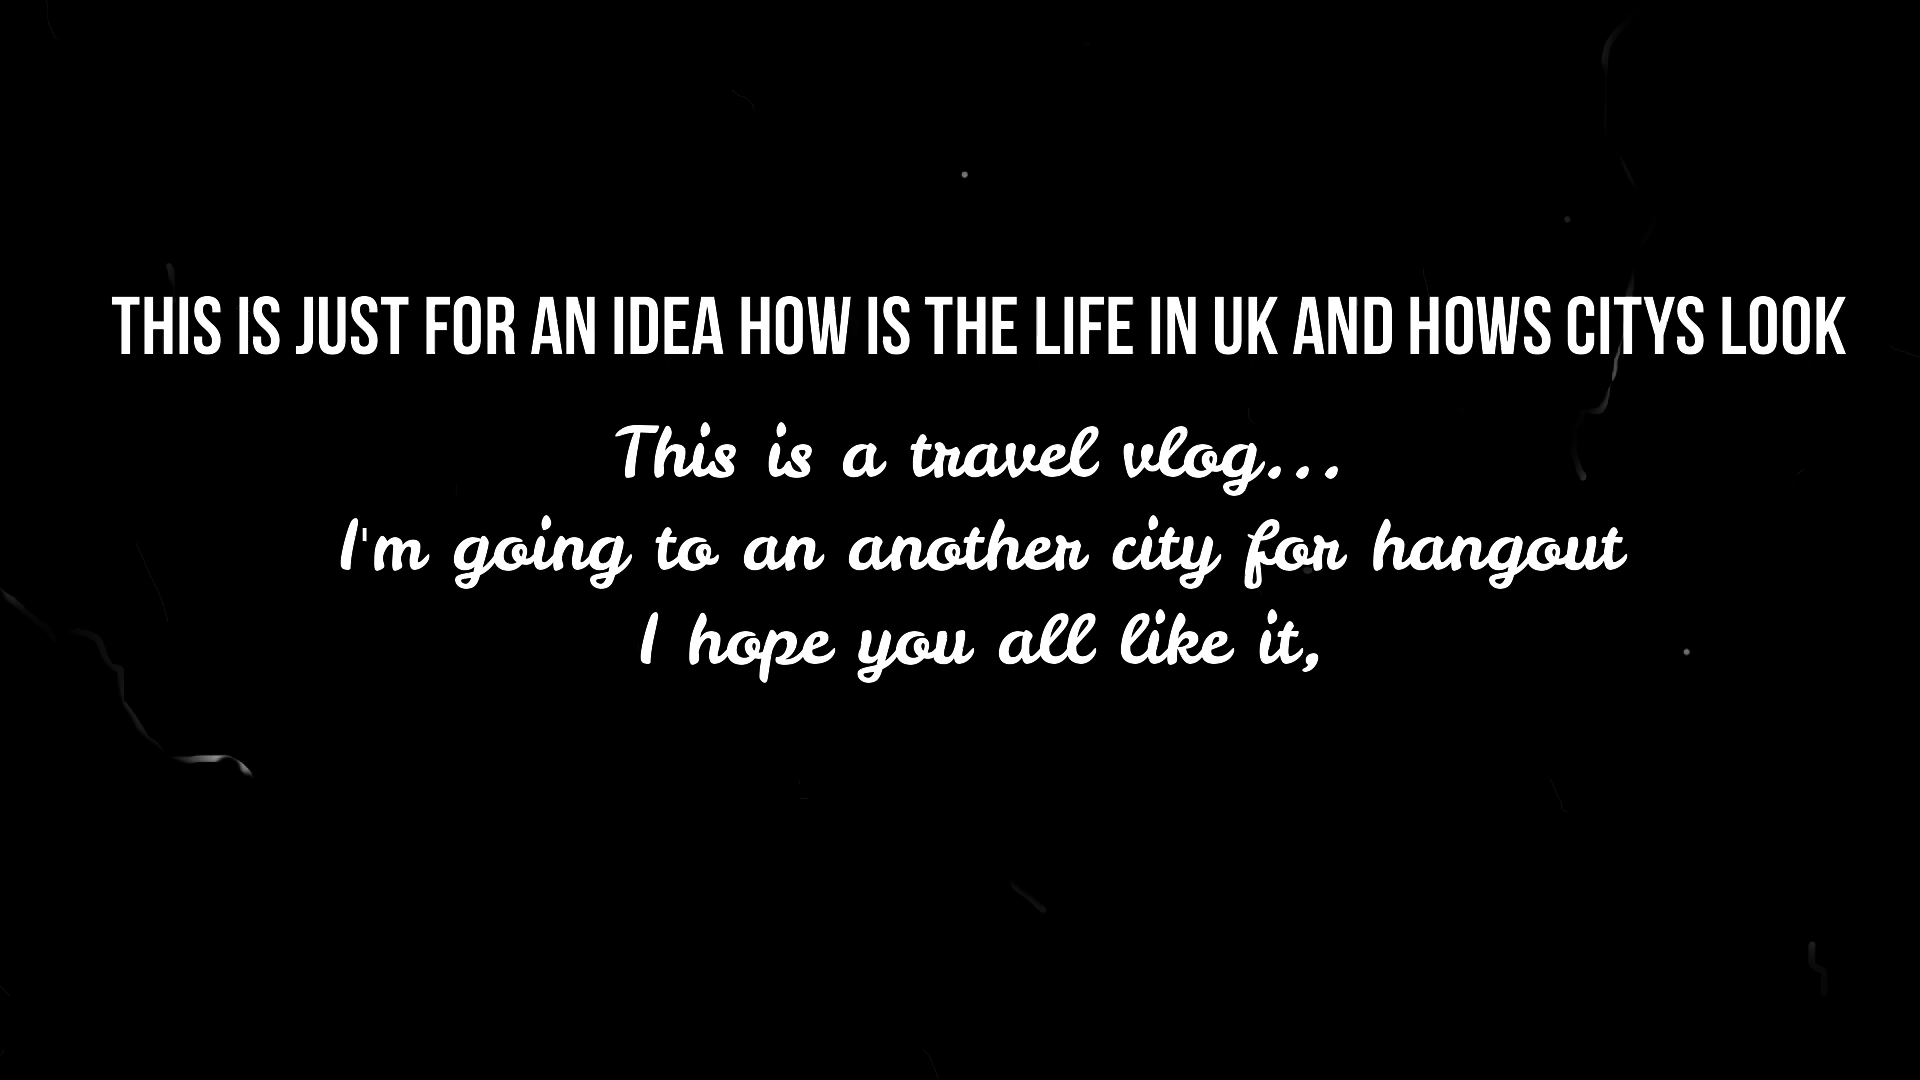 THIS IS JUST FOR AN IDEA HOW IS THE LIFE IN UK AND HOWS CITYS LOOK
This is a travel vlog...
I'm going to an another city for hangout
I hope you all like it,